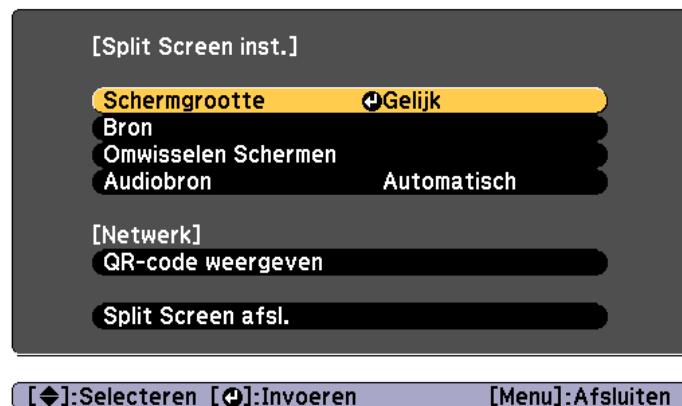 [Split Screen inst.]
Schermgrootte Gelijk
Bron
Omwisselen Schermen
Audiobron Automatisch
[Netwerk]
QR-code weergeven
Split Screen afsl.
[◆]:Selecteren [↵]:Invoeren [Menu]:Afsluiten